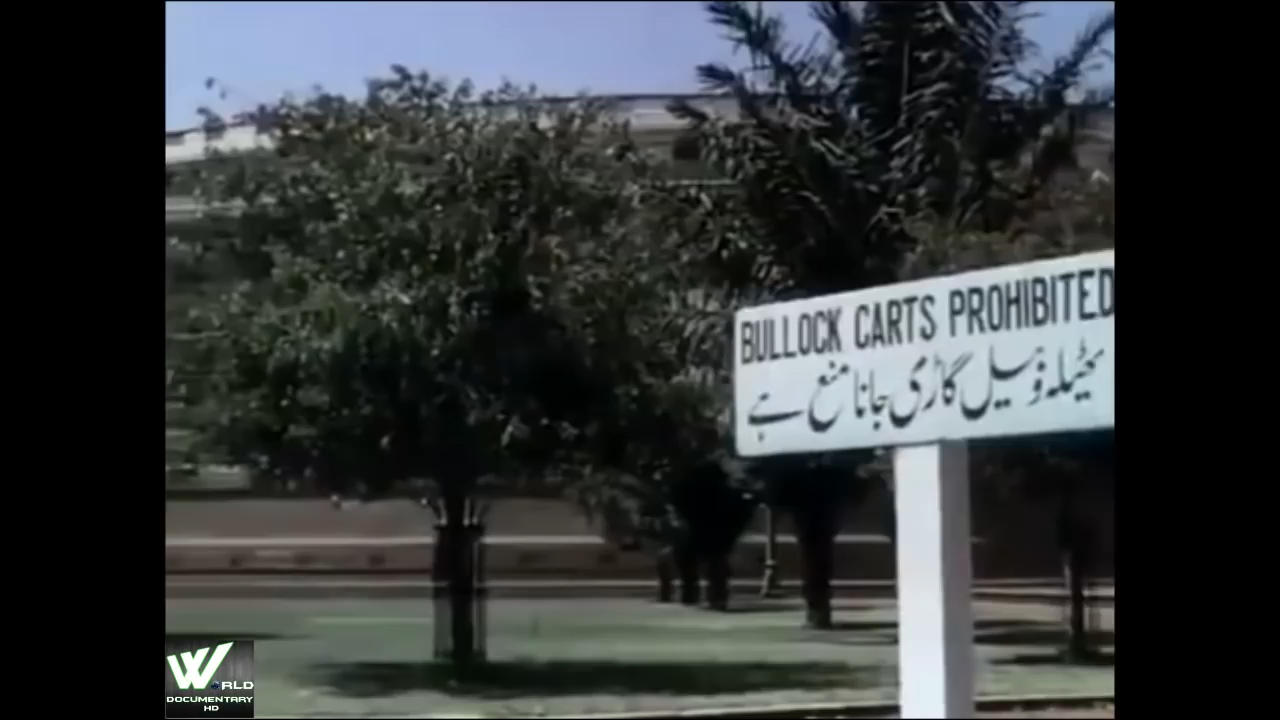 BULLOCK CARTS PROHIBITED
ٹھیلہ و بیل گاڑی جانا منع ہے
WORLD
DOCUMENTARY
HD